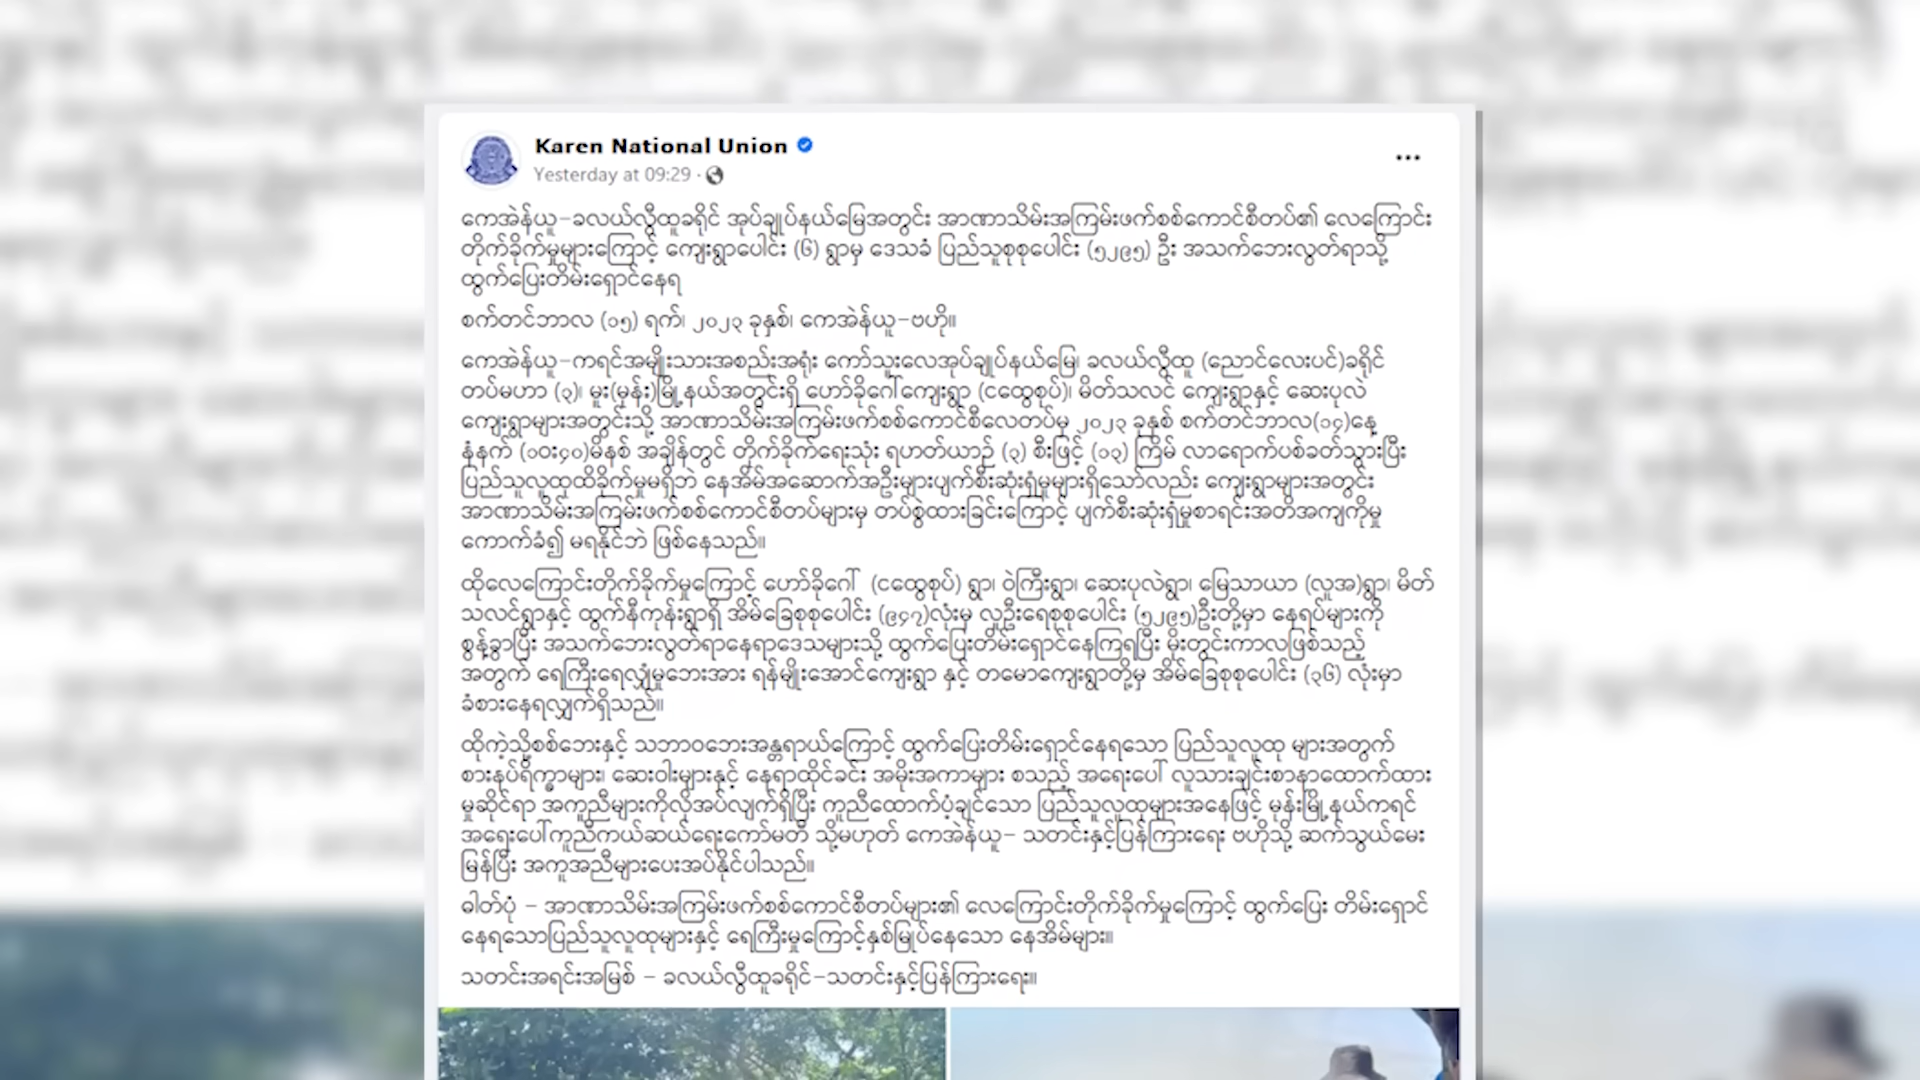 Karen National Union
Yesterday at 09:29 ·
ကေအဲန်ယူ–ခလယ်လွီထူခရိုင် အုပ်ချုပ်နယ်မြေအတွင်း အာဏာသိမ်းအကြမ်းဖက်စစ်ကောင်စီတပ်၏ လေကြောင်း
တိုက်ခိုက်မှုများကြောင့် ကျေးရွာပေါင်း (၆) ရွာမှ ဒေသခံ ပြည်သူစုစုပေါင်း (၅၂၉၅) ဦး အသက်ဘေးလွတ်ရာသို့
ထွက်ပြေးတိမ်းရှောင်နေရ
စက်တင်ဘာလ (၁၅) ရက်၊ ၂၀၂၃ ခုနှစ်၊ ကေအဲန်ယူ–ဗဟို။
ကေအဲန်ယူ–ကရင်အမျိုးသားအစည်းအရုံး ကော်သူးလေအုပ်ချုပ်နယ်မြေ၊ ခလယ်လွီထူ (ညောင်လေးပင်)ခရိုင်
တပ်မဟာ (၃)၊ မူး(မုန်း)မြို့နယ်အတွင်းရှိ ဟော်ခိုဂေါ်ကျေးရွာ (ငထွေစုပ်)၊ မိတ်သလင် ကျေးရွာနှင့် ဆေးပုလဲ
ကျေးရွာများအတွင်းသို့ အာဏာသိမ်းအကြမ်းဖက်စစ်ကောင်စီလေတပ်မှ ၂၀၂၃ ခုနှစ် စက်တင်ဘာလ(၁၄)နေ့
နံနက် (၁၀း၄၀)မိနစ် အချိန်တွင် တိုက်ခိုက်ရေးသုံး ရဟတ်ယာဉ် (၃) စီးဖြင့် (၁၃) ကြိမ် လာရောက်ပစ်ခတ်သွားပြီး
ပြည်သူလူထုထိခိုက်မှုမရှိဘဲ နေအိမ်အဆောက်အဦးများပျက်စီးဆုံးရှုံမှုများရှိသော်လည်း ကျေးရွာများအတွင်း
အာဏာသိမ်းအကြမ်းဖက်စစ်ကောင်စီတပ်များမှ တပ်စွဲထားခြင်းကြောင့် ပျက်စီးဆုံးရှုံမှုစာရင်းအတိအကျကိုမူ
ကောက်ခံ၍ မရနိုင်ဘဲ ဖြစ်နေသည်။
ထိုလေကြောင်းတိုက်ခိုက်မှုကြောင့် ဟော်ခိုဂေါ် (ငထွေစုပ်) ရွာ၊ ဝဲကြီးရွာ၊ ဆေးပုလဲရွာ၊ မြေသာယာ (လူအ)ရွာ၊ မိတ်
သလင်ရွာနှင့် ထွက်နီကုန်းရွာရှိ အိမ်ခြေစုစုပေါင်း (၉၄၇)လုံးမှ လူဦးရေစုစုပေါင်း (၅၂၉၅)ဦးတို့မှာ နေရပ်များကို
စွန့်ခွာပြီး အသက်ဘေးလွတ်ရာနေရာဒေသများသို့ ထွက်ပြေးတိမ်းရှောင်နေကြရပြီး မိုးတွင်းကာလဖြစ်သည့်
အတွက် ရေကြီးရေလျှံမှုဘေးအား ရန်မျိုးအောင်ကျေးရွာ နှင့် တမောကျေးရွာတို့မှ အိမ်ခြေစုစုပေါင်း (၃၆) လုံးမှာ
ခံစားနေရလျှက်ရှိသည်။
ထိုကဲ့သို့စစ်ဘေးနှင့် သဘာဝဘေးအန္တရာယ်ကြောင့် ထွက်ပြေးတိမ်းရှောင်နေရသော ပြည်သူလူထု များအတွက်
စားနပ်ရိက္ခာများ၊ ဆေးဝါးများနှင့် နေရာထိုင်ခင်း အမိုးအကာများ စသည့် အရေးပေါ် လူသားချင်းစာနာထောက်ထား
မှုဆိုင်ရာ အကူညီများကိုလိုအပ်လျက်ရှိပြီး ကူညီထောက်ပံ့ချင်သော ပြည်သူလူထုများအနေဖြင့် မုန်းမြို့နယ်ကရင်
အရေးပေါ်ကူညီကယ်ဆယ်ရေးကော်မတီ သို့မဟုတ် ကေအဲန်ယူ– သတင်းနှင့်ပြန်ကြားရေး ဗဟိုသို့ ဆက်သွယ်မေး
မြန်ပြီး အကူအညီများပေးအပ်နိုင်ပါသည်။
ဓါတ်ပုံ – အာဏာသိမ်းအကြမ်းဖက်စစ်ကောင်စီတပ်များ၏ လေကြောင်းတိုက်ခိုက်မှုကြောင့် ထွက်ပြေး တိမ်းရှောင်
နေရသောပြည်သူလူထုများနှင့် ရေကြီးမှုကြောင့်နှစ်မြုပ်နေသော နေအိမ်များ။
သတင်းအရင်းအမြစ် – ခလယ်လွီထူခရိုင်–သတင်းနှင့်ပြန်ကြားရေး။